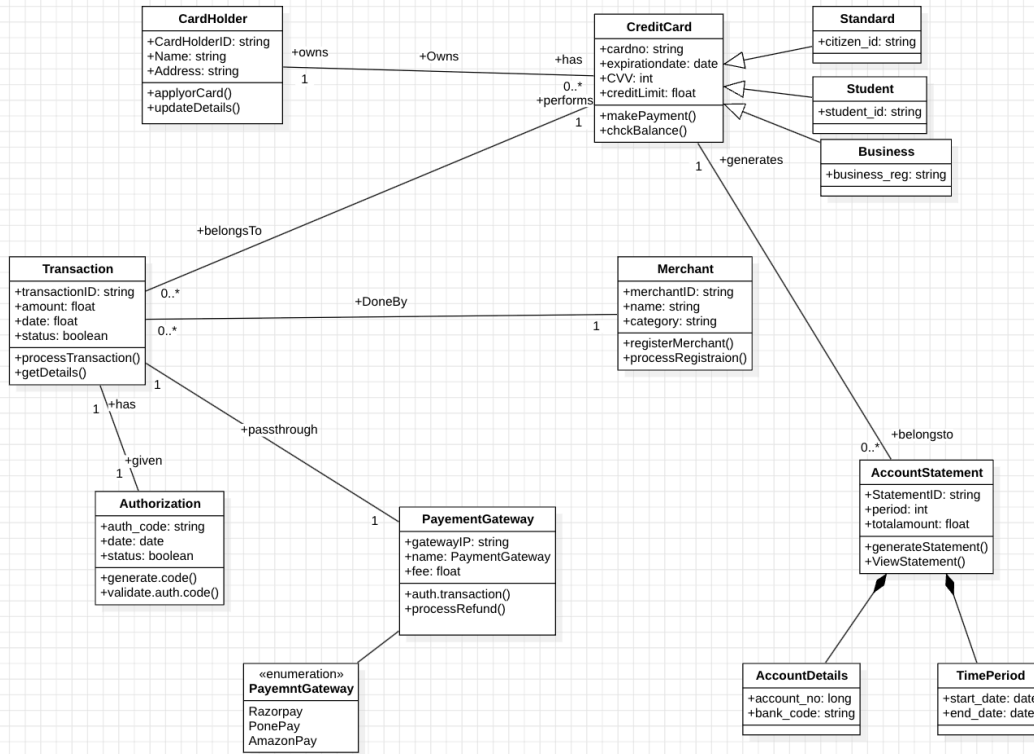 CardHolder
+CardHolderID: string
+Name: string
+Address: string
+applyorCard()
+updateDetails()
+owns
1
+Owns
+has
0..*
CreditCard
+cardno: string
+expirationdate: date
+CVV: int
+creditLimit: float
+makePayment()
+chckBalance()
Standard
+citizen_id: string
Student
+student_id: string
Business
+business_reg: string
+performs
1
+belongsTo
0..*
1
+generates
Transaction
+transactionID: string
+amount: float
+date: float
+status: boolean
+processTransaction()
+getDetails()
+DoneBy
0..*
1
Merchant
+merchantID: string
+name: string
+category: string
+registerMerchant()
+processRegistraion()
1
+has
+given
1
1
+passthrough
1
+belongsto
0..*
Authorization
+auth_code: string
+date: date
+status: boolean
+generate.code()
+validate.auth.code()
PayementGateway
+gatewayIP: string
+name: PaymentGateway
+fee: float
+auth.transaction()
+processRefund()
AccountStatement
+StatementID: string
+period: int
+totalamount: float
+generateStatement()
+ViewStatement()
«enumeration»
PayemntGateway
Razorpay
PonePay
AmazonPay
AccountDetails
+account_no: long
+bank_code: string
TimePeriod
+start_date: date
+end_date: date